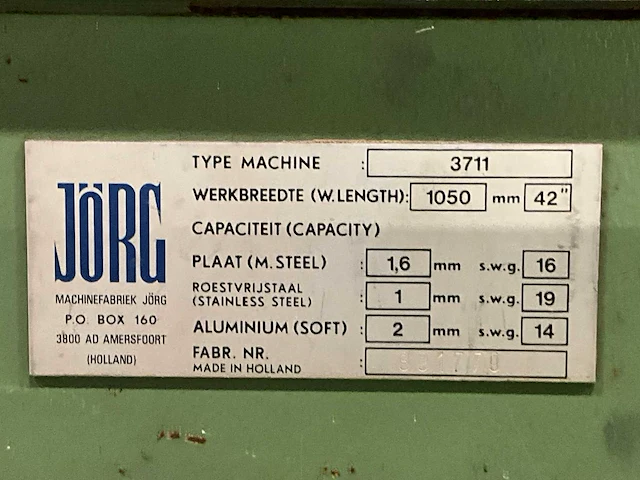 JÖRG
MACHINEFABRIEK JÖRG
P.O. BOX 160
3800 AD AMERSFOORT
(HOLLAND)
TYPE MACHINE : 3711
WERKBREEDTE (W.LENGTH): 1050 mm 42"
CAPACITEIT (CAPACITY)
PLAAT (M. STEEL) : 1,6 mm s.w.g. 16
ROESTVRIJSTAAL
(STAINLESS STEEL) : 1 mm s.w.g. 19
ALUMINIUM (SOFT) : 2 mm s.w.g. 14
FABR. NR. :
MADE IN HOLLAND